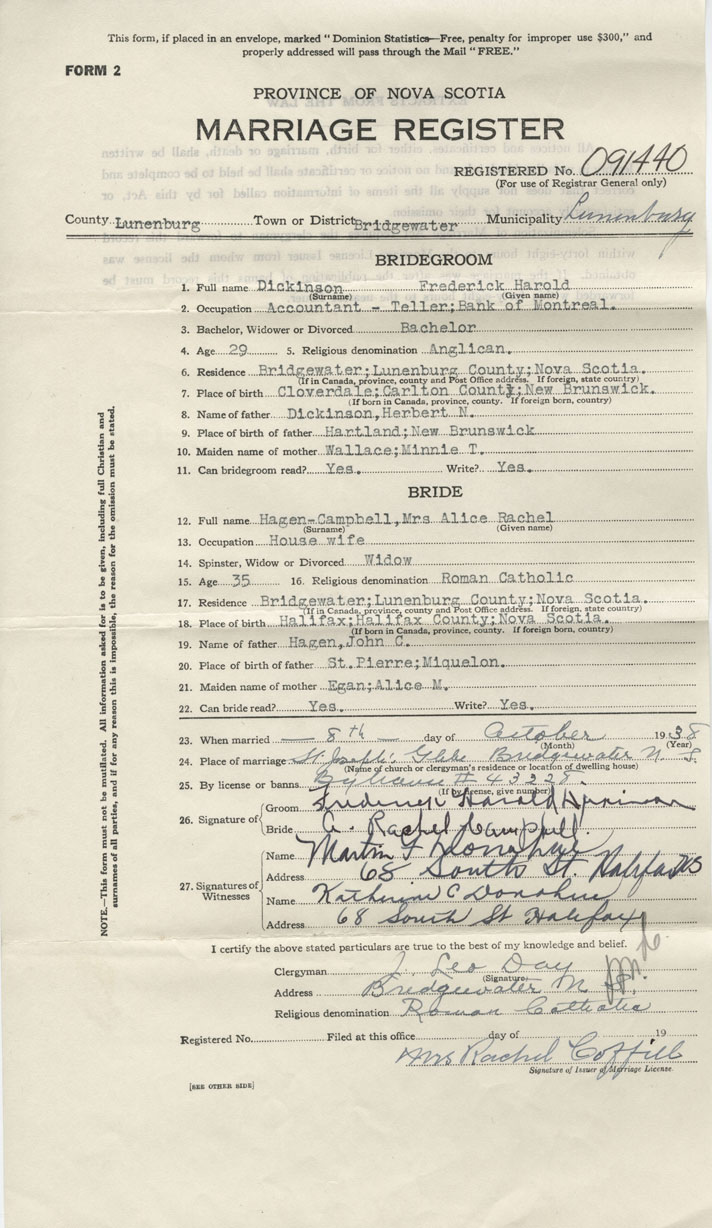 This form, if placed in an envelope, marked " Dominion Statistics—Free, penalty for improper use $300," and
properly addressed will pass through the Mail " FREE."
FORM 2
PROVINCE OF NOVA SCOTIA
MARRIAGE REGISTER
REGISTERED No. 091440
(For use of Registrar General only)
County Lunenburg Town or District Bridgewater Municipality Lunenburg
BRIDEGROOM
1. Full name Dickinson Frederick Harold
(Surname) (Given name)
2. Occupation Accountant - Teller;Bank of Montreal.
3. Bachelor, Widower or Divorced Bachelor
4. Age 29 5. Religious denomination Anglican.
6. Residence Bridgewater;Lunenburg County;Nova Scotia.
(If in Canada, province, county and Post Office address. If foreign, state country)
7. Place of birth Cloverdale;Carlton County;New Brunswick.
(If born in Canada, province, county. If foreign born, country)
8. Name of father Dickinson,Herbert N.
9. Place of birth of father Hartland;New Brunswick
10. Maiden name of mother Wallace;Minnie T.
11. Can bridegroom read? Yes. Write? Yes.
BRIDE
12. Full name Hagen-Campbell,Mrs Alice Rachel
(Surname) (Given name)
13. Occupation House wife
14. Spinster, Widow or Divorced Widow
15. Age 35 16. Religious denomination Roman Catholic
17. Residence Bridgewater;Lunenburg County;Nova Scotia.
(If in Canada, province, county and Post Office address. If foreign, state country)
18. Place of birth Halifax;Halifax County;Nova Scotia.
(If born in Canada, province, county. If foreign born, country)
19. Name of father Hagen,John C.
20. Place of birth of father St.Pierre;Miquelon.
21. Maiden name of mother Egan;Alice M.
22. Can bride read? Yes. Write? Yes.
23. When married 8th day of October 1938
(Month) (Year)
24. Place of marriage St. Joseph's Glebe Bridgewater N. S.
(Name of church or clergyman's residence or location of dwelling house)
25. By license or banns
(If by license, give number)
26. Signature of Groom Frederick Harold Dickinson
Bride A. Rachel Campbell.
27. Signatures of Witnesses Name Martin F Donahue
Address 68 South St. Halifax NS
Name Katherine C Donahue
Address 68 South St Halifax
I certify the above stated particulars are true to the best of my knowledge and belief.
Clergyman J. Leo Day
(Signature)
Address Bridgewater N. S.
Religious denomination Roman Catholic
Registered No. Filed at this office day of 19
Mrs Rachel Coffill
Signature of Issuer of Marriage License.
[SEE OTHER SIDE]
NOTE.—This form must not be mutilated. All information asked for is to be given, including full Christian and
surnames of all parties, and if for any reason this is impossible, the reason for the omission must be stated.